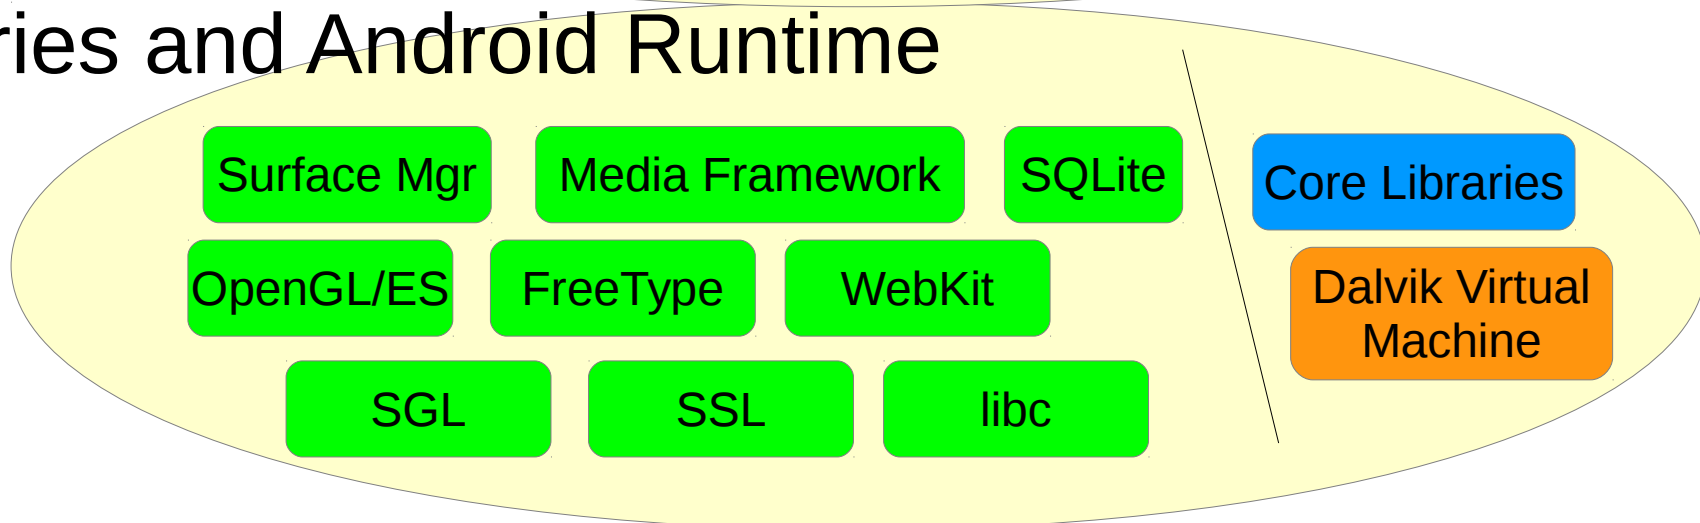 ries and Android Runtime
Surface Mgr
Media Framework
SQLite
Core Libraries
OpenGL/ES
FreeType
WebKit
Dalvik Virtual
Machine
SGL
SSL
libc